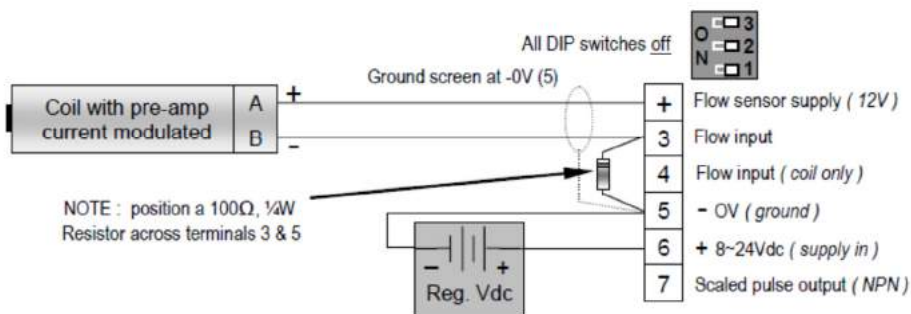 All DIP switches off
O
N
3
2
1
Ground screen at -0V (5)
Coil with pre-amp
current modulated
A
B
+
-
+ Flow sensor supply ( 12V )
3 Flow input
4 Flow input ( coil only )
5 - OV ( ground )
6 + 8~24Vdc ( supply in )
7 Scaled pulse output ( NPN )
NOTE : position a 100Ω, ¼W
Resistor across terminals 3 & 5
- +
Reg. Vdc